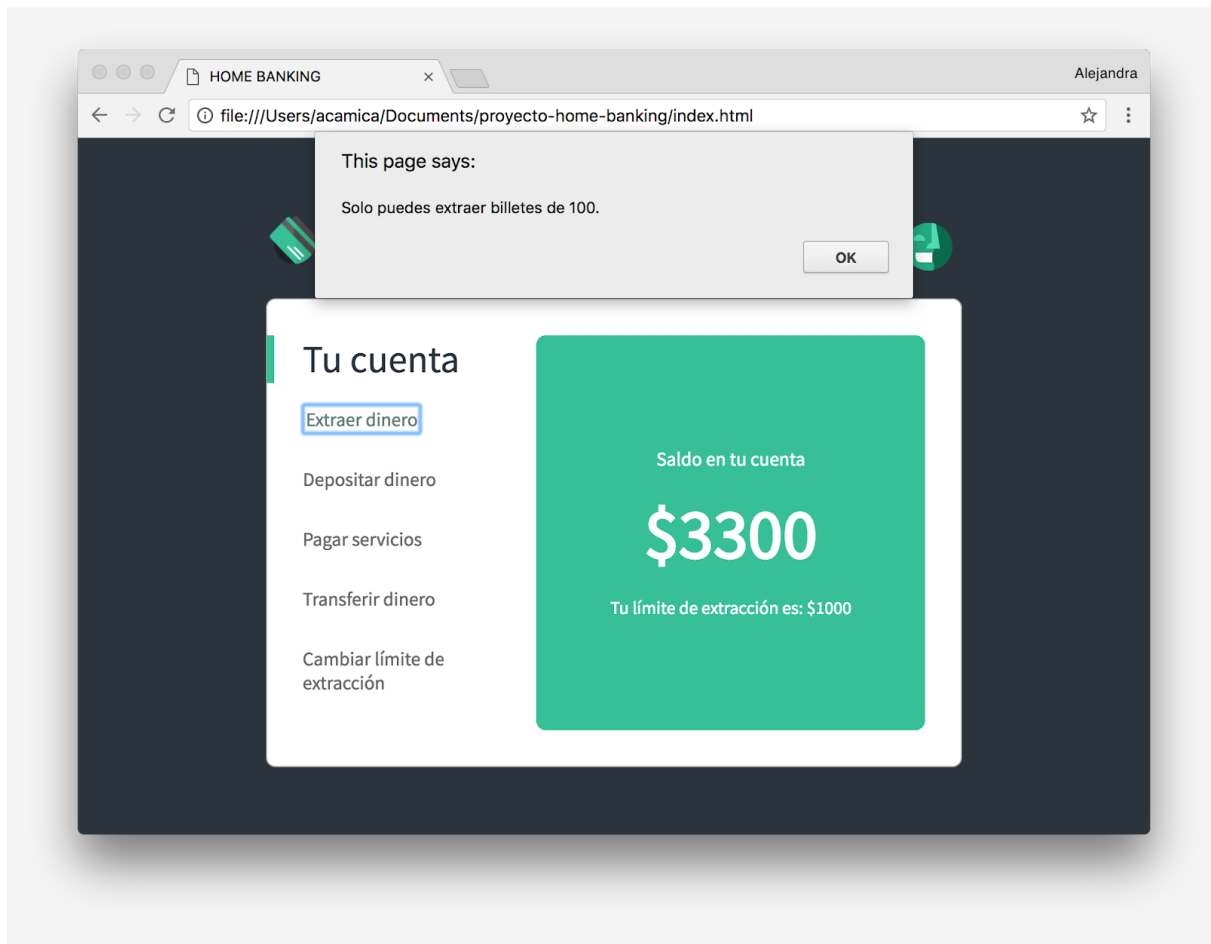 HOME BANKING
Alejandra
file:///Users/acamica/Documents/proyecto-home-banking/index.html
This page says:
Solo puedes extraer billetes de 100.
OK
Tu cuenta
Extraer dinero
Depositar dinero
Pagar servicios
Transferir dinero
Cambiar límite de
extracción
Saldo en tu cuenta
$3300
Tu límite de extracción es: $1000